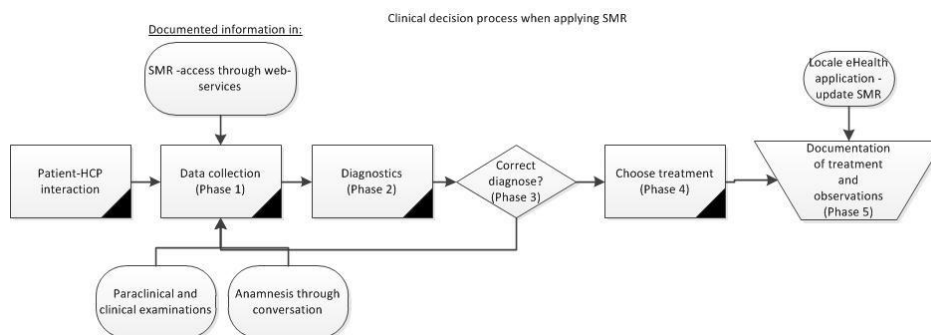 Clinical decision process when applying SMR
Documented information in:
SMR -access through web-
services
Locale eHealth
application -
update SMR
Patient-HCP
interaction
Data collection
(Phase 1)
Diagnostics
(Phase 2)
Correct
diagnose?
(Phase 3)
Choose treatment
(Phase 4)
Documentation
of treatment
and
observations
(Phase 5)
Paraclinical and
clinical examinations
Anamnesis through
conversation